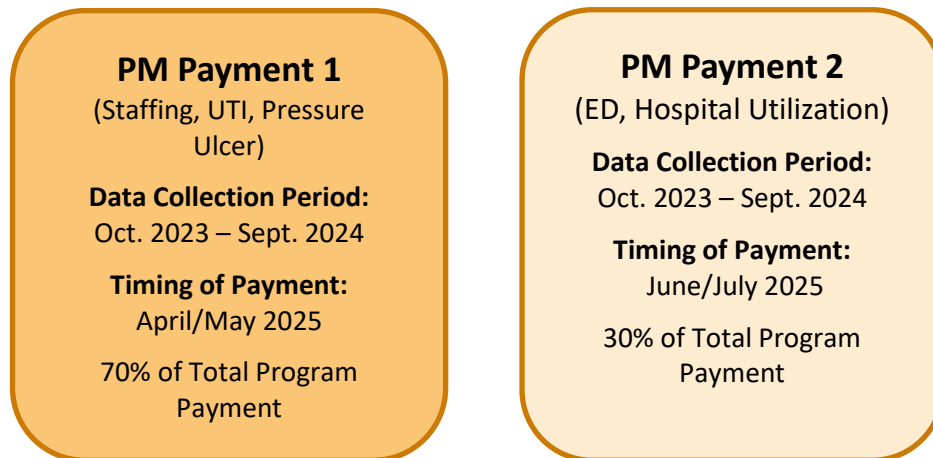 PM Payment 1
(Staffing, UTI, Pressure
Ulcer)
Data Collection Period:
Oct. 2023 – Sept. 2024
Timing of Payment:
April/May 2025
70% of Total Program
Payment
PM Payment 2
(ED, Hospital Utilization)
Data Collection Period:
Oct. 2023 – Sept. 2024
Timing of Payment:
June/July 2025
30% of Total Program
Payment